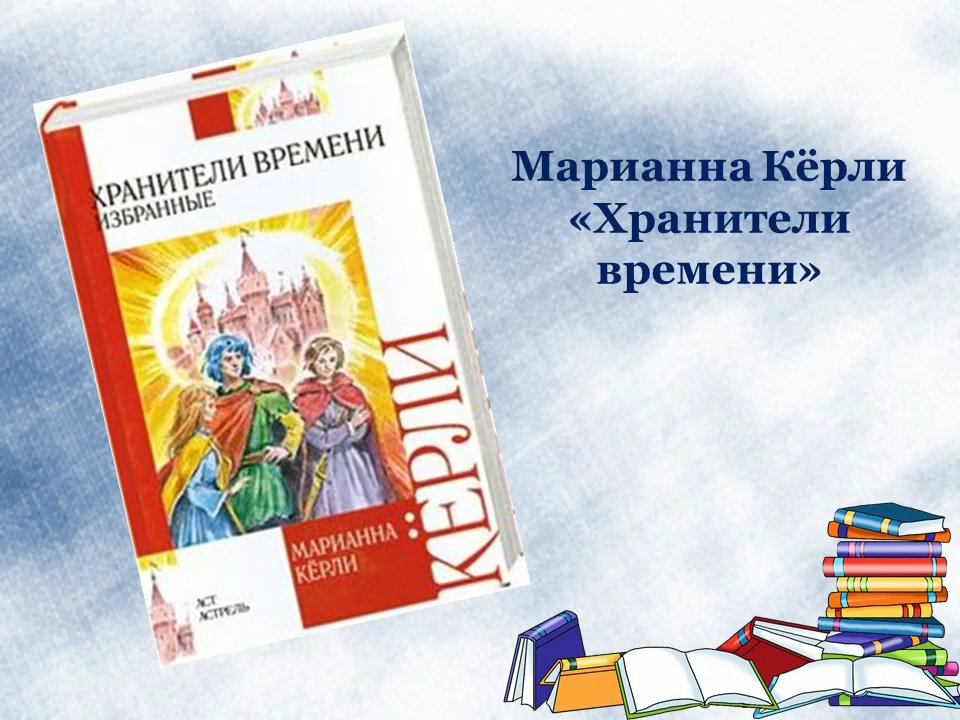 ХРАНИТЕЛИ ВРЕМЕНИ
ИЗБРАННЫЕ
КЁРЛИ
МАРИАННА
КЁРЛИ
АСТ
АСТРЕЛЬ
Марианна Кёрли
«Хранители
времени»